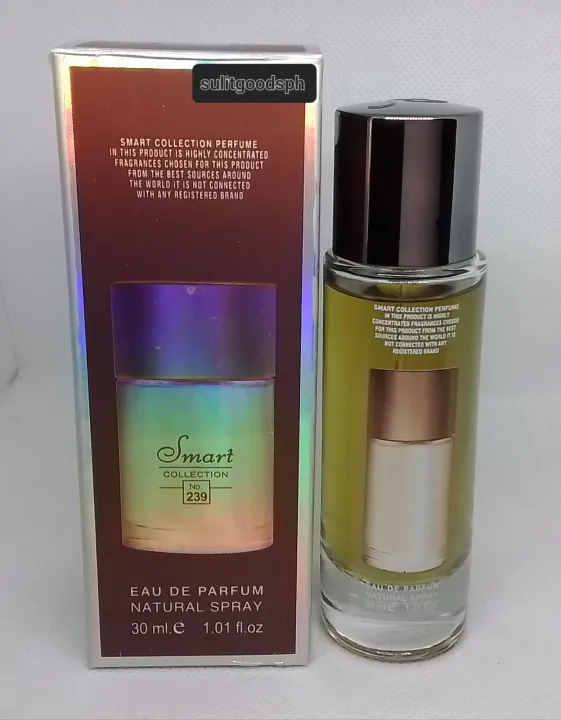 sulitgoodsph
SMART COLLECTION PERFUME
IN THIS PRODUCT IS HIGHLY CONCENTRATED
FRAGRANCES CHOSEN FOR THIS PRODUCT
FROM THE BEST SOURCES AROUND
THE WORLD IT IS NOT CONNECTED
WITH ANY REGISTERED BRAND
Smart
COLLECTION
No.
239
EAU DE PARFUM
NATURAL SPRAY
30 ml.e 1.01 fl.oz
SMART COLLECTION PERFUME
IN THIS PRODUCT IS HIGHLY
CONCENTRATED FRAGRANCES CHOSEN
FOR THIS PRODUCT FROM THE BEST
SOURCES AROUND THE WORLD IT IS
NOT CONNECTED WITH ANY
REGISTERED BRAND
EAU DE PARFUM
NATURAL SPRAY
30 ml.e